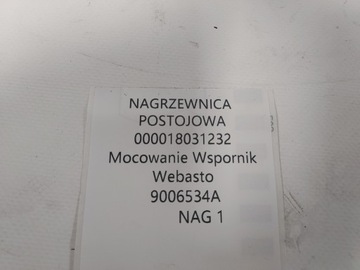 NAGRZEWNICA
POSTOJOWA
000018031232
Mocowanie Wspornik
Webasto
9006534A
NAG 1